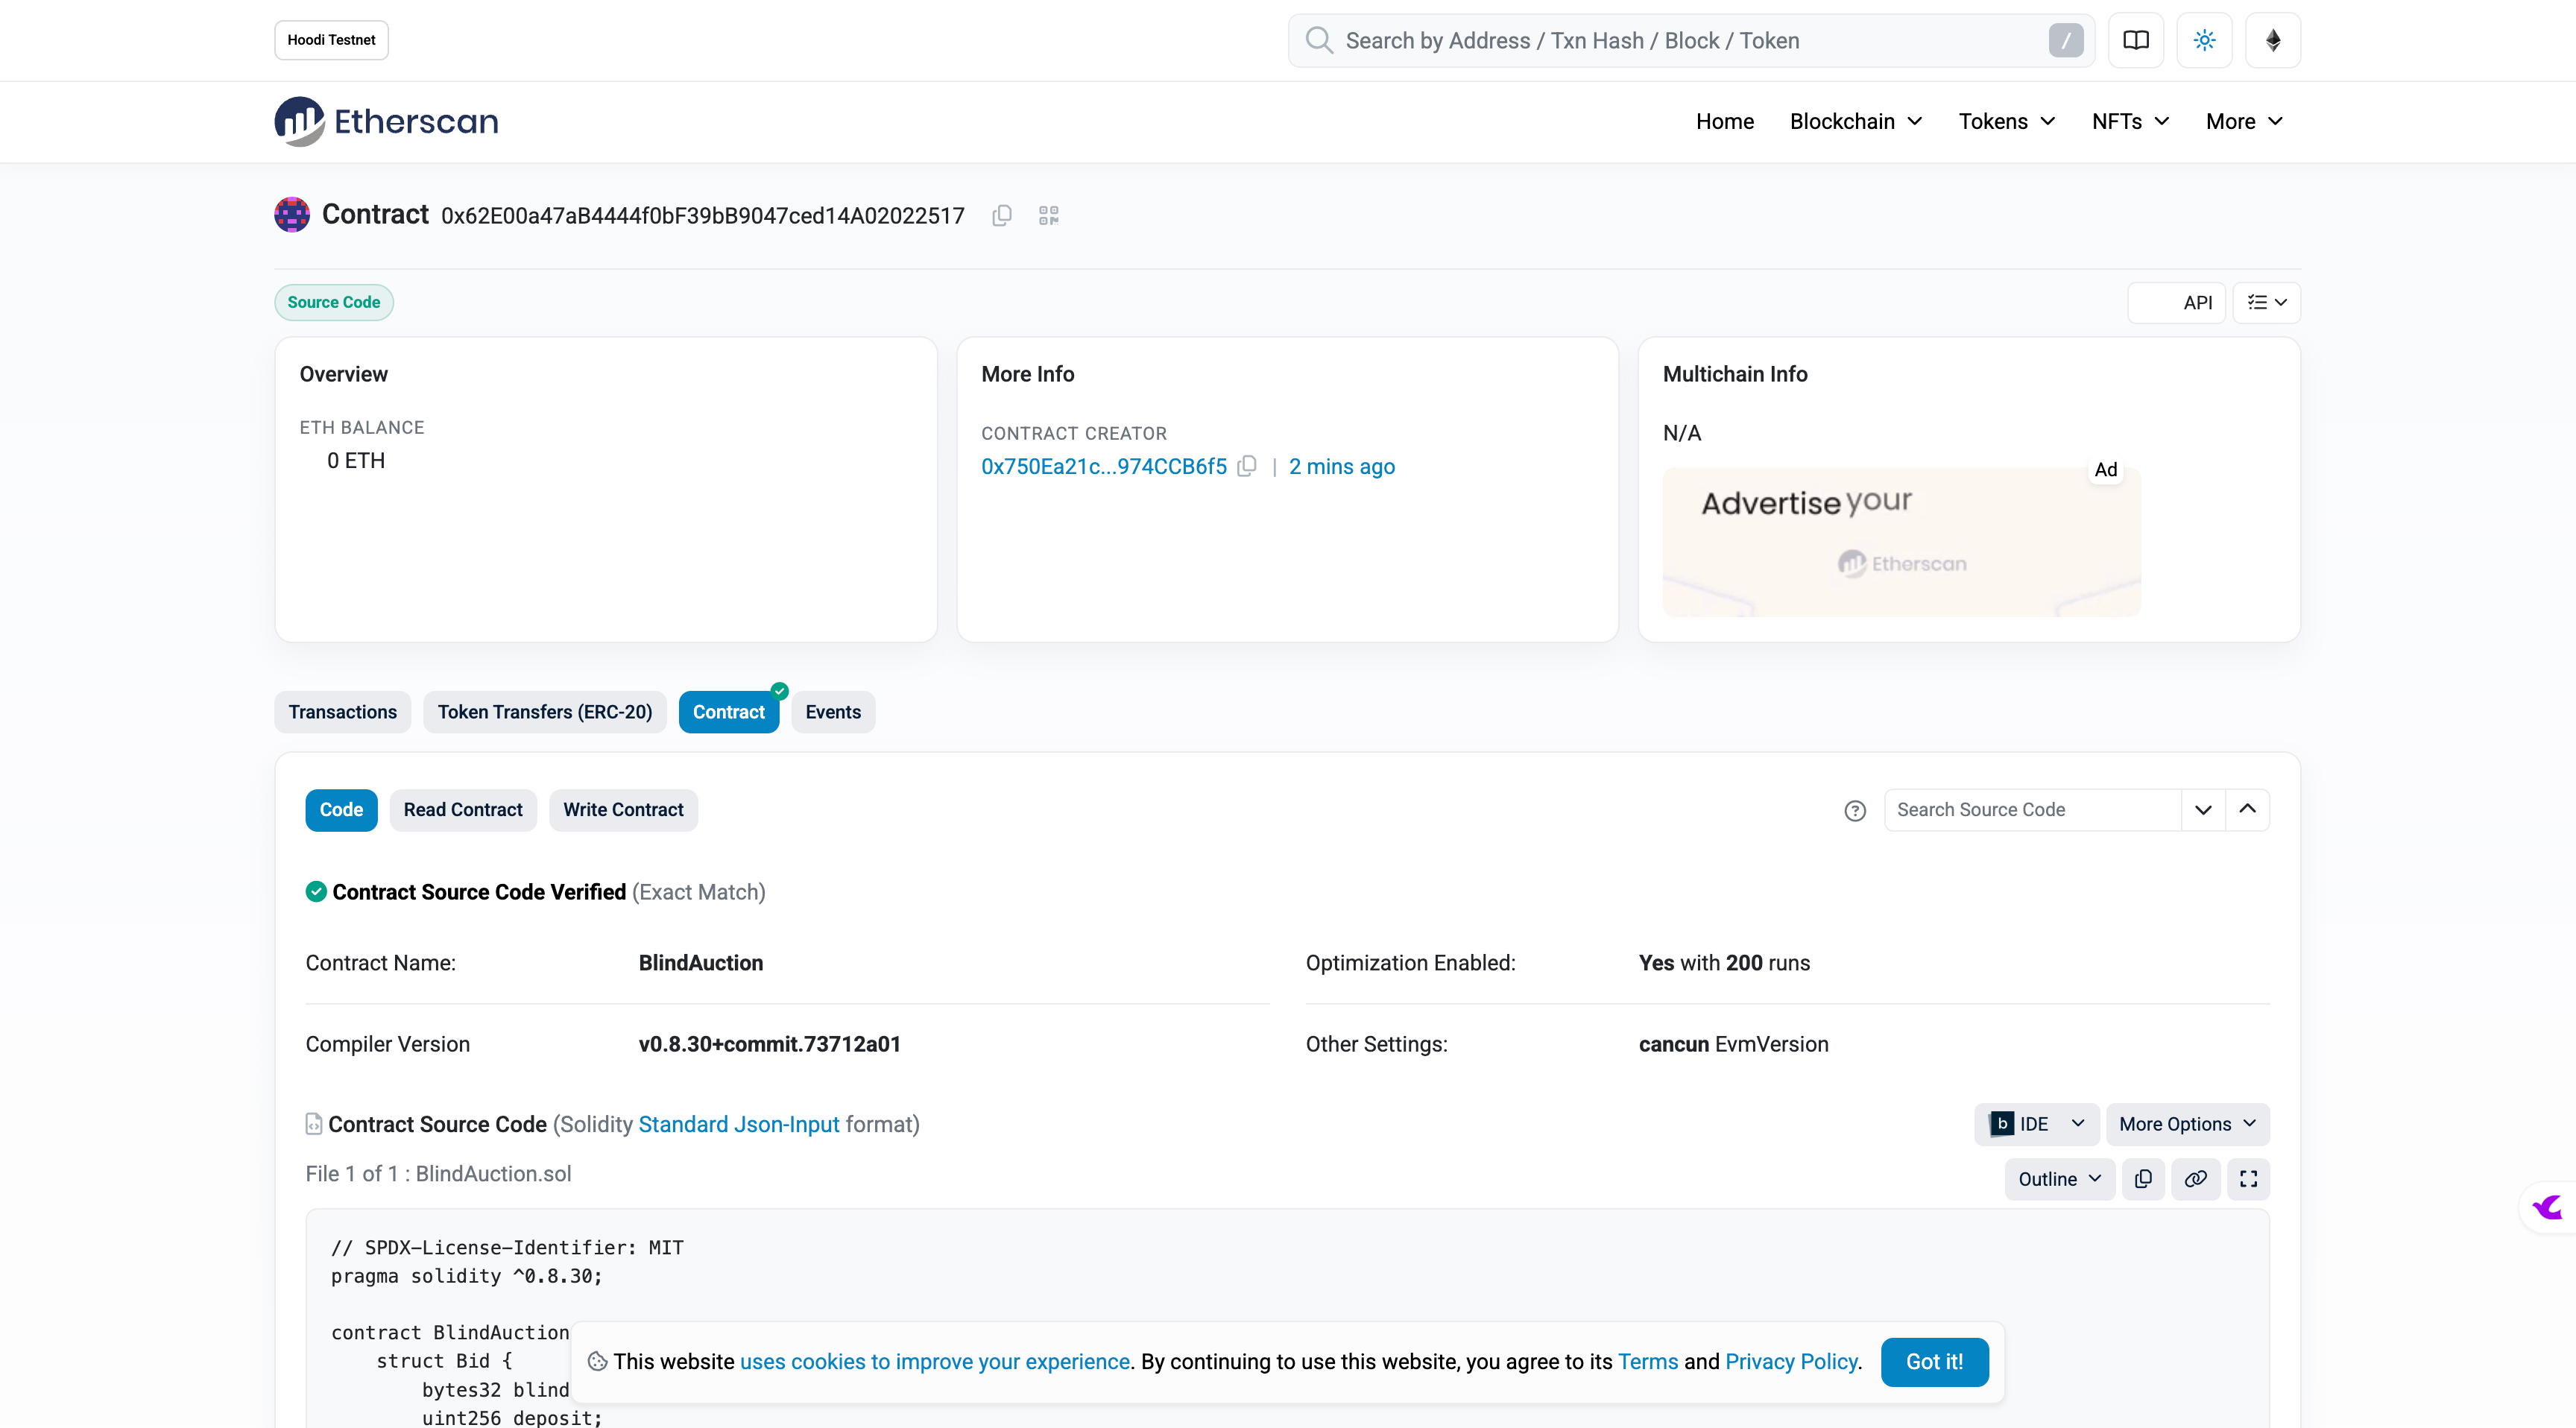 Hoodi Testnet
Search by Address / Txn Hash / Block / Token
/
Etherscan
Home
Blockchain
Tokens
NFTs
More
Contract 0x62E00a47aB4444f0bF39bB9047ced14A02022517
Source Code
API
Overview
ETH BALANCE
0 ETH
More Info
CONTRACT CREATOR
0x750Ea21c...974CCB6f5 | 2 mins ago
Multichain Info
N/A
Ad
Advertise your
Etherscan
Transactions
Token Transfers (ERC-20)
Contract
Events
Code
Read Contract
Write Contract
?
Search Source Code
Contract Source Code Verified (Exact Match)
Contract Name: BlindAuction
Optimization Enabled: Yes with 200 runs
Compiler Version v0.8.30+commit.73712a01
Other Settings: cancun EvmVersion
Contract Source Code (Solidity Standard Json-Input format)
b IDE
More Options
File 1 of 1 : BlindAuction.sol
Outline
// SPDX-License-Identifier: MIT
pragma solidity ^0.8.30;
contract BlindAuction
struct Bid {
bytes32 blind
uint256 deposit;
This website uses cookies to improve your experience. By continuing to use this website, you agree to its Terms and Privacy Policy.
Got it!